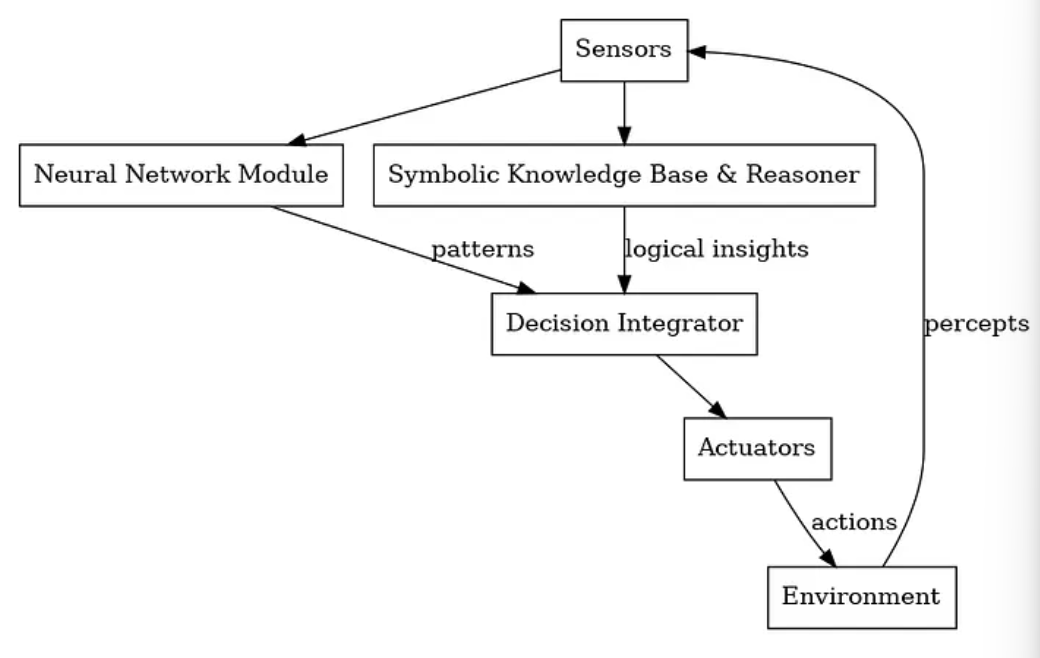 Sensors
Neural Network Module
Symbolic Knowledge Base & Reasoner
patterns
logical insights
Decision Integrator
percepts
Actuators
actions
Environment